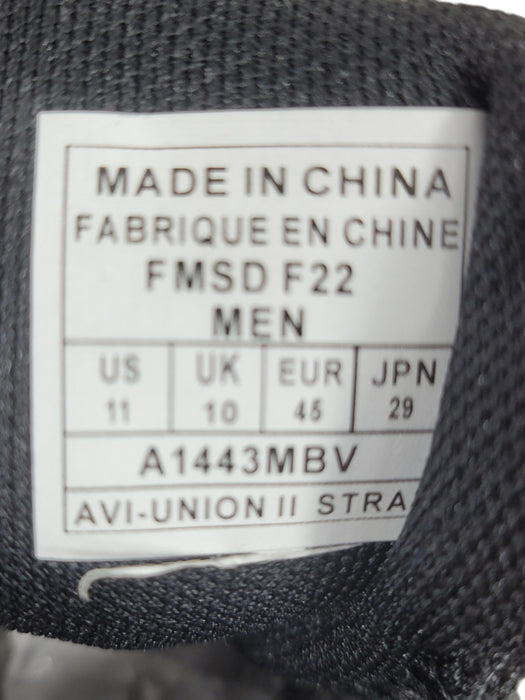 MADE IN CHINA
FABRIQUE EN CHINE
FMSD F22
MEN
US UK EUR JPN
11 10 45 29
A1443MBV
AVI-UNION II